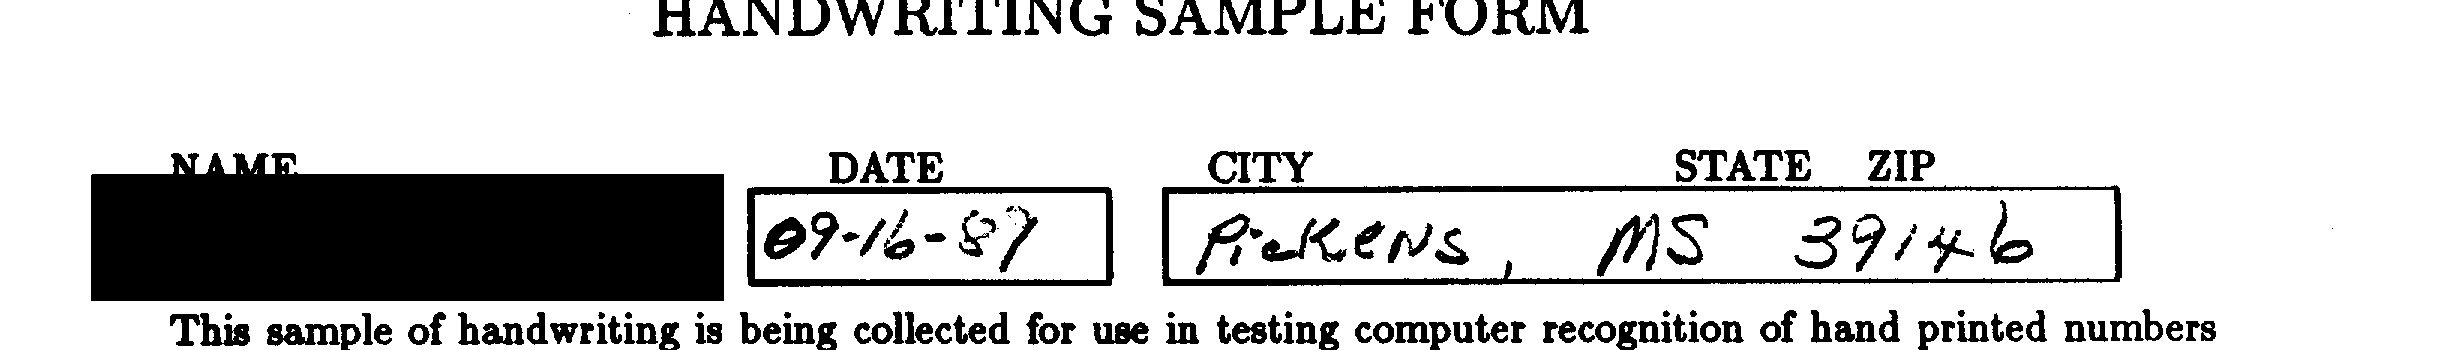 HANDWRITING SAMPLE FORM
NAME DATE CITY STATE ZIP
09-16-89 Pickens, MS 39146
This sample of handwriting is being collected for use in testing computer recognition of hand printed numbers